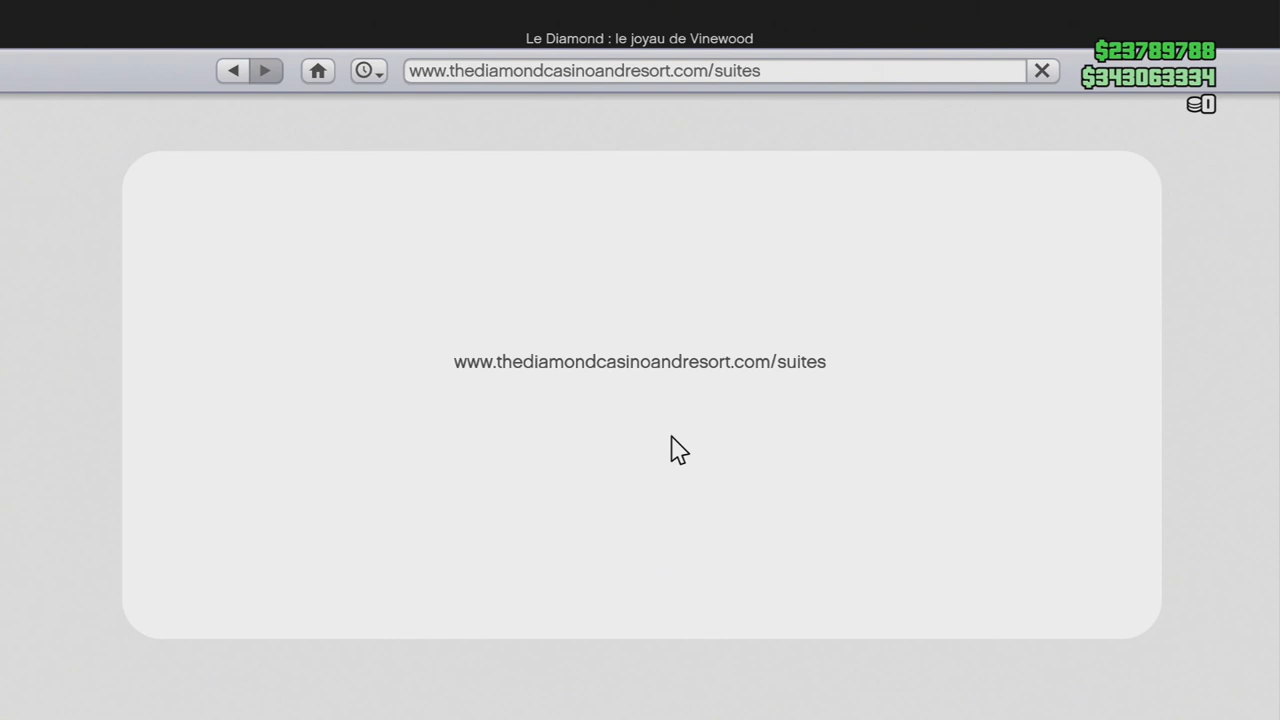 Le Diamond : le joyau de Vinewood
www.thediamondcasinoandresort.com/suites
$23789788
$343063334
0
www.thediamondcasinoandresort.com/suites